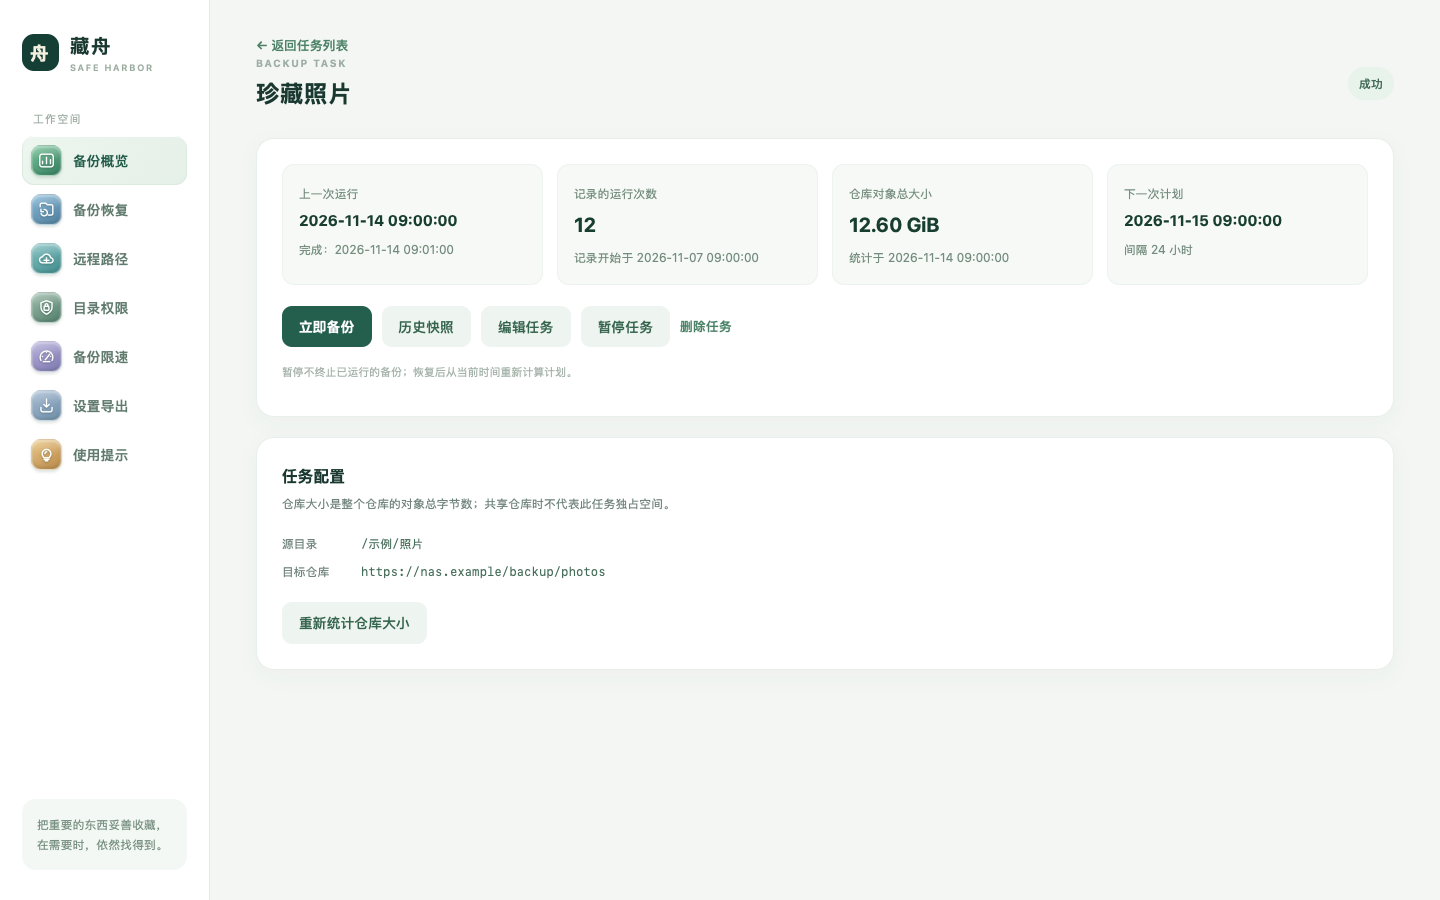 舟
藏舟
SAFE HARBOR
工作空间
备份概览
备份恢复
远程路径
目录权限
备份限速
设置导出
使用提示
把重要的东西妥善收藏，
在需要时，依然找得到。
← 返回任务列表
BACKUP TASK
珍藏照片
成功
上一次运行
2026-11-14 09:00:00
完成：2026-11-14 09:01:00
记录的运行次数
12
记录开始于 2026-11-07 09:00:00
仓库对象总大小
12.60 GiB
统计于 2026-11-14 09:00:00
下一次计划
2026-11-15 09:00:00
间隔 24 小时
立即备份 历史快照 编辑任务 暂停任务 删除任务
暂停不终止已运行的备份；恢复后从当前时间重新计算计划。
任务配置
仓库大小是整个仓库的对象总字节数；共享仓库时不代表此任务独占空间。
源目录 /示例/照片
目标仓库 https://nas.example/backup/photos
重新统计仓库大小